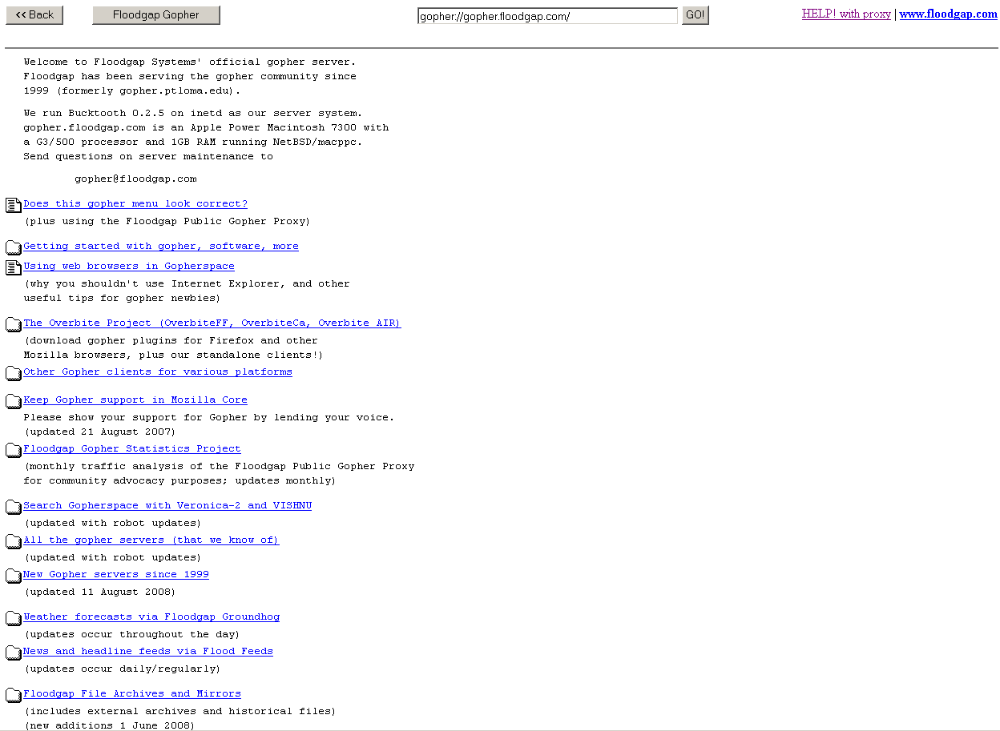 << Back
Floodgap Gopher
gopher://gopher.floodgap.com/
GO!
HELP! with proxy | www.floodgap.com
Welcome to Floodgap Systems' official gopher server.
Floodgap has been serving the gopher community since
1999 (formerly gopher.ptloma.edu).
We run Bucktooth 0.2.5 on inetd as our server system.
gopher.floodgap.com is an Apple Power Macintosh 7300 with
a G3/500 processor and 1GB RAM running NetBSD/macppc.
Send questions on server maintenance to
gopher@floodgap.com
Does this gopher menu look correct?
(plus using the Floodgap Public Gopher Proxy)
Getting started with gopher, software, more
Using web browsers in Gopherspace
(why you shouldn't use Internet Explorer, and other
useful tips for gopher newbies)
The Overbite Project (OverbiteFF, OverbiteCa, Overbite AIR)
(download gopher plugins for Firefox and other
Mozilla browsers, plus our standalone clients!)
Other Gopher clients for various platforms
Keep Gopher support in Mozilla Core
Please show your support for Gopher by lending your voice.
(updated 21 August 2007)
Floodgap Gopher Statistics Project
(monthly traffic analysis of the Floodgap Public Gopher Proxy
for community advocacy purposes; updates monthly)
Search Gopherspace with Veronica-2 and VISHNU
(updated with robot updates)
All the gopher servers (that we know of)
(updated with robot updates)
New Gopher servers since 1999
(updated 11 August 2008)
Weather forecasts via Floodgap Groundhog
(updates occur throughout the day)
News and headline feeds via Flood Feeds
(updates occur daily/regularly)
Floodgap File Archives and Mirrors
(includes external archives and historical files)
(new additions 1 June 2008)